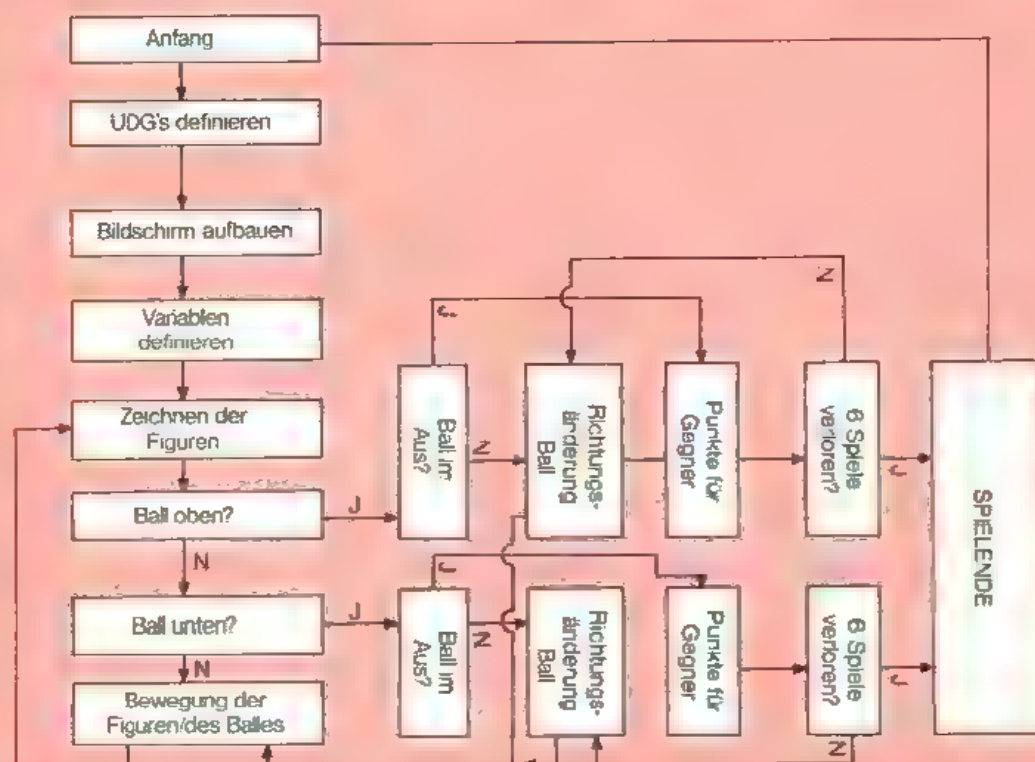 Anfang
UDG's definieren
Bildschirm aufbauen
Variablen
definieren
Zeichnen der
Figuren
Ball oben?
J
N
Ball unten?
J
N
Bewegung der
Figuren/des Balles
J
Ball im
Aus?
N
Richtungs-
änderung
Ball
Punkte für
Gegner
N
6 Spiele
verloren?
J
J
Ball im
Aus?
N
Richtungs-
änderung
Ball
Punkte für
Gegner
6 Spiele
verloren?
J
N
SPIELENDE